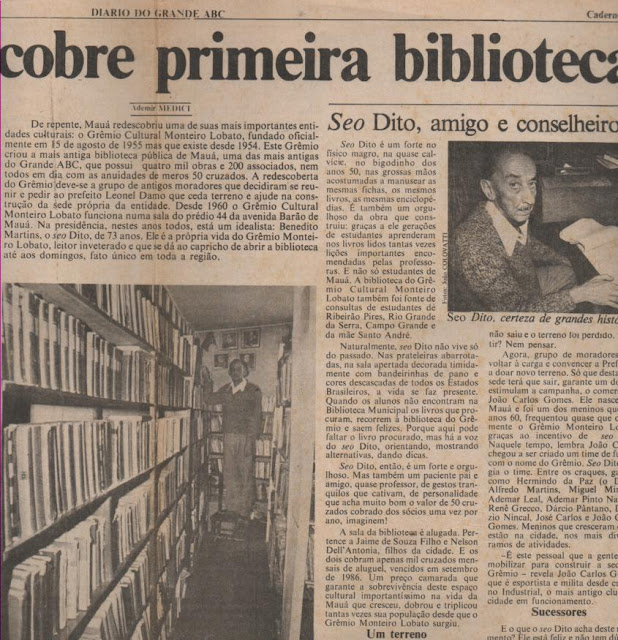 DIARIO DO GRANDE ABC
cobre primeira biblioteca
Ademir MEDICI
De repente, Mauá redescobriu uma de suas mais importantes enti-
dades culturais: o Grêmio Cultural Monteiro Lobato, fundado oficial-
mente em 15 de agosto de 1955 mas que existe desde 1954. Este Grêmio
criou a mais antiga biblioteca pública de Mauá, uma das mais antigas
do Grande ABC, que possui quatro mil obras e 200 associados, nem
todos em dia com as anuidades de meros 50 cruzados. A redescoberta
do Grêmio deve-se a grupo de antigos moradores que decidiram se reu-
nir e pedir ao prefeito Leonel Damo que ceda terreno e ajude na cons-
trução da sede própria da entidade. Desde 1960 o Grêmio Cultural
Monteiro Lobato funciona numa sala do prédio 44 da avenida Barão de
Mauá. Na presidência, nestes anos todos, está um idealista: Benedito
Martins, o seo Dito, de 73 anos. Ele é a própria vida do Grêmio Montei-
ro Lobato, leitor inveterado e que se dá ao capricho de abrir a biblioteca
até aos domingos, fato único em toda a região.
Seo Dito, amigo e conselheiro
Seo Dito é um forte no
físico magro, na quase cal-
vície, no bigodinho dos
anos 50, nas grossas mãos
acostumadas a manusear as
mesmas fichas, os mesmos
livros, as mesmas enciclopé-
dias. É também um orgu-
lhoso da obra que cons-
truiu: graças a ele gerações
de estudantes aprenderam
nos livros lidos tantas vezes
lições importantes enco-
mendadas pelas professo-
ras. E não só estudantes de
Mauá. A biblioteca do Grê-
mio Cultural Monteiro
Lobato também foi fonte de
consultas de estudantes de
Ribeirão Pires, Rio Grande
da Serra, Campo Grande e
da mãe Santo André.
Naturalmente, seo Dito não vive só
do passado. Nas prateleiras abarrota-
das, na sala apertada decorada timida-
mente com bandeirinhas de pano e
cores descascadas de todos os Estados
Brasileiros, a vida se faz presente.
Quando os alunos não encontram na
Biblioteca Municipal os livros que pro-
curam, recorrem à biblioteca do Grê-
mio e saem felizes. Porque aqui pode
faltar o livro procurado, mas há a voz
do seo Dito, orientando, mostrando
alternativas, dando dicas.
Seo Dito, então, é um forte e orgu-
lhoso. Mas também um paciente pai e
amigo, quase professor, de gestos tran-
quilos que cativam, de personalidade
que acha muito bom o valor de 50 cru-
zados cobrado dos sócios uma vez por
ano, imaginem!
A sala da biblioteca é alugada. Per-
tence a Jaime de Souza Filho e Nelson
Dell'Antonia, filhos da cidade. E os
dois cobram apenas mil cruzados men-
sais de aluguel, vencidos em setembro
de 1986. Um preço camarada que
garante a sobrevivência deste espaço
cultural importantíssimo na vida da
Mauá que cresceu, dobrou e triplicou
tantas vezes sua população desde que o
Grêmio Monteiro Lobato surgiu.
Um terreno
Seo Dito, certeza de grandes
não saiu e o terreno foi perdido.
tir? Nem pensar.
Agora, grupo de moradores
voltar à carga e convencer a
a doar novo terreno. Só que
sede terá que sair, garante um
estimulam a campanha, o
João Carlos Gomes. Ele
Mauá e foi um dos meninos
anos 60, frequentou quase que
mente o Grêmio Monteiro
graças ao incentivo de seo
Naquele tempo, lembra João
chegou a ser criado um time de
com o nome do Grêmio. Seo
gia o time. Entre os craques,
como Hermindo da Paz (o
Alfredo Martins, Miguel
Ademar Leal, Ademar Pinto
Renê Grecco, Dárcio Pântano,
zio Nincal, José Carlos e João
Gomes. Meninos que cresceram
estão na cidade, nos mais
ramos de atividades.
–É este pessoal que a gente
mobilizar para construir a
Grêmio – revela João Carlos
que é esportita e milita
no Industrial, o mais antigo
cidade em funcionamento.
Sucessores
E o que o seo Dito acha